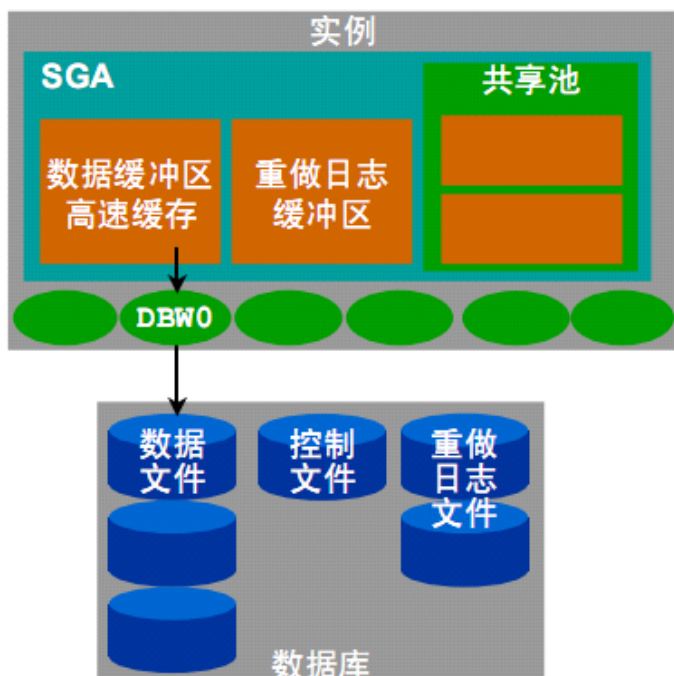 实例
SGA
共享池
数据缓冲区
高速缓存
重做日志
缓冲区
DBW0
数据
文件
控制
文件
重做
日志
文件
数据库